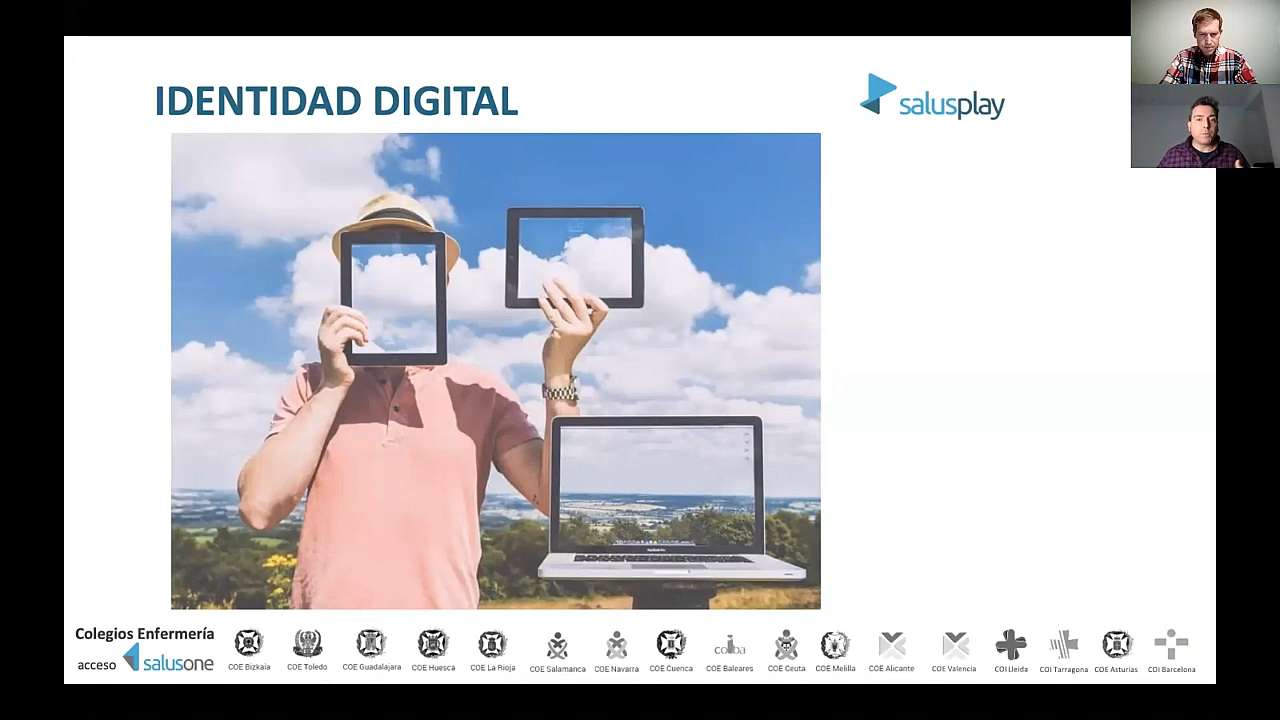 IDENTIDAD DIGITAL
salusplay
MacBook Pro
Colegios Enfermería
acceso salusone
COE Bizkaia
COE Toledo
COE Guadalajara
COE Huesca
COE La Rioja
COE Salamanca
COE Navarra
COE Cuenca
COE Baleares
COE Ceuta
COE Melilla
COE Alicante
COE Valencia
COI Lleida
COI Tarragona
COE Asturias
COI Barcelona